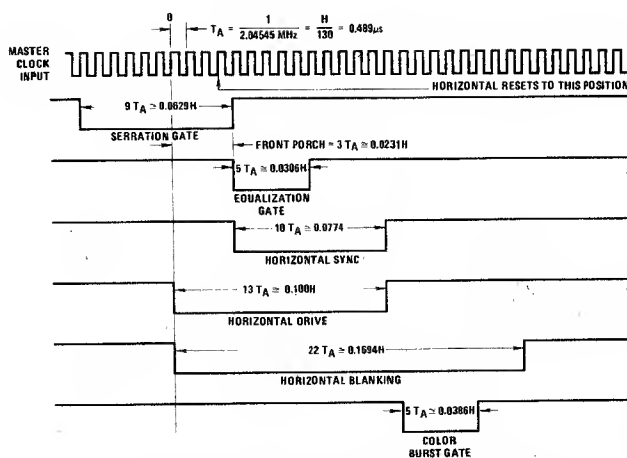 0
T_A = 1 / 2.04545 MHz = H / 130 = 0.489µs
MASTER
CLOCK
INPUT
HORIZONTAL RESETS TO THIS POSITION
9 T_A ≅ 0.0629H
SERRATION GATE
FRONT PORCH = 3 T_A ≅ 0.0231H
5 T_A ≅ 0.0306H
EQUALIZATION
GATE
10 T_A ≅ 0.0774
HORIZONTAL SYNC
13 T_A ≅ 0.100H
HORIZONTAL DRIVE
22 T_A ≅ 0.1694H
HORIZONTAL BLANKING
5 T_A ≅ 0.0386H
COLOR
BURST GATE